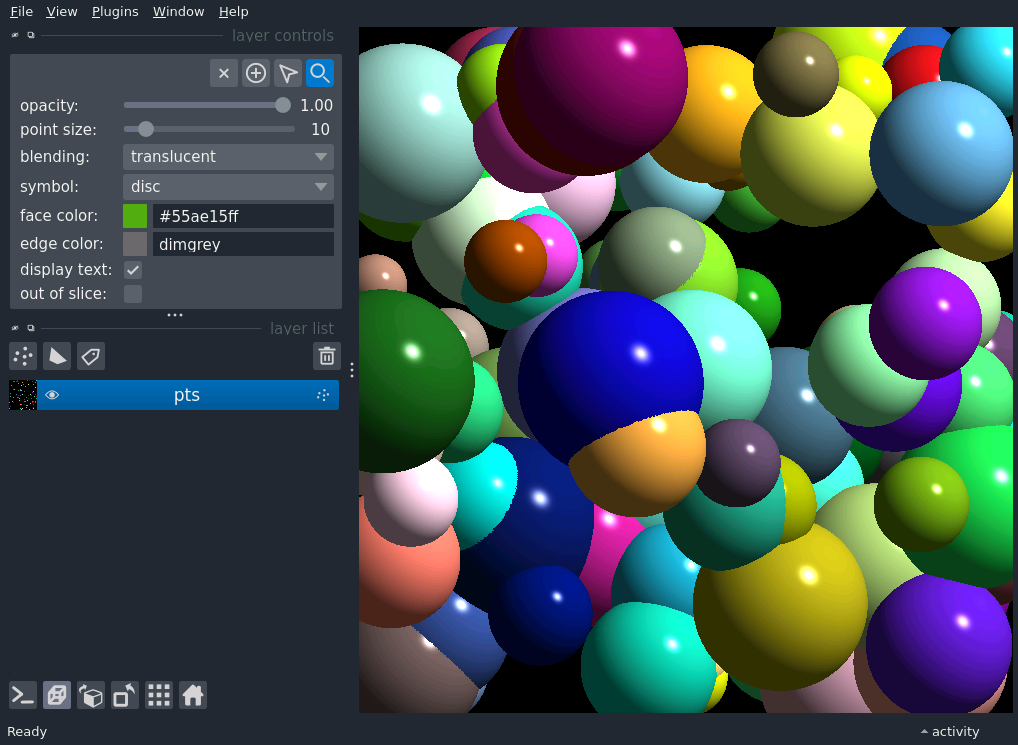 File View Plugins Window Help
layer controls
opacity: 1.00
point size: 10
blending: translucent
symbol: disc
face color: #55ae15ff
edge color: dimgrey
display text:
out of slice:
layer list
pts
Ready
activity